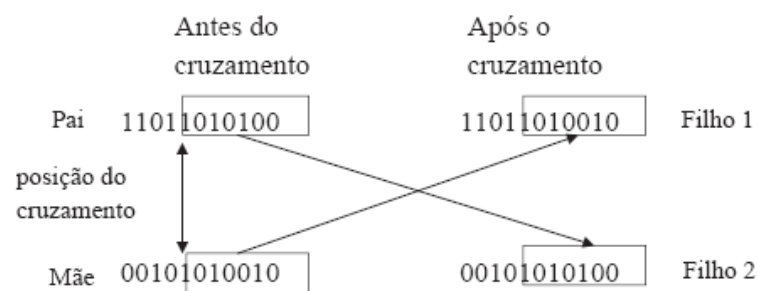 Antes do
cruzamento
Após o
cruzamento
Pai 11011010100 11011010010 Filho 1
posição do
cruzamento
Mãe 00101010010 00101010100 Filho 2